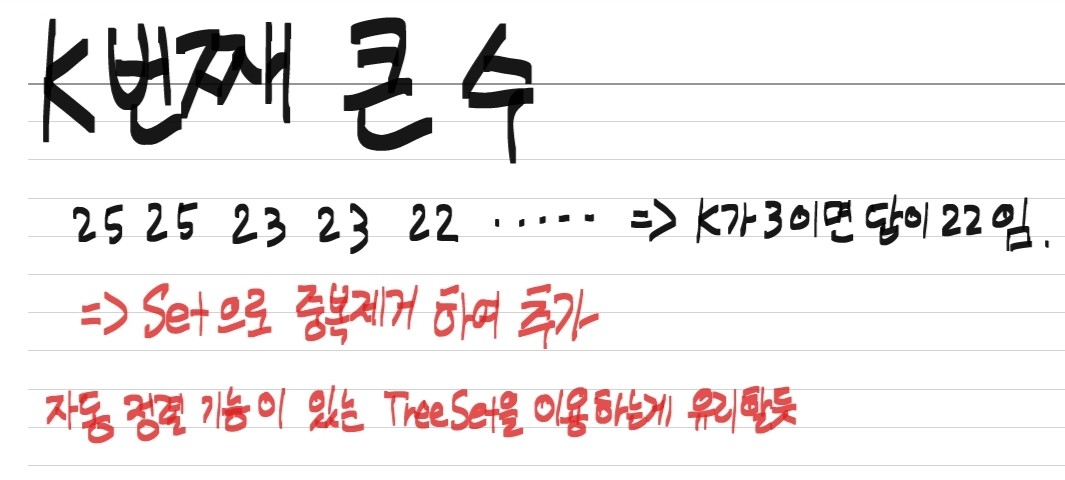 K번째 큰 수
25 25 23 23 22 ····· => K가 3이면 답이 22임.
=> Set으로 중복제거 하여 추가
자동 정렬 기능이 있는 TreeSet을 이용하는게 유리할듯